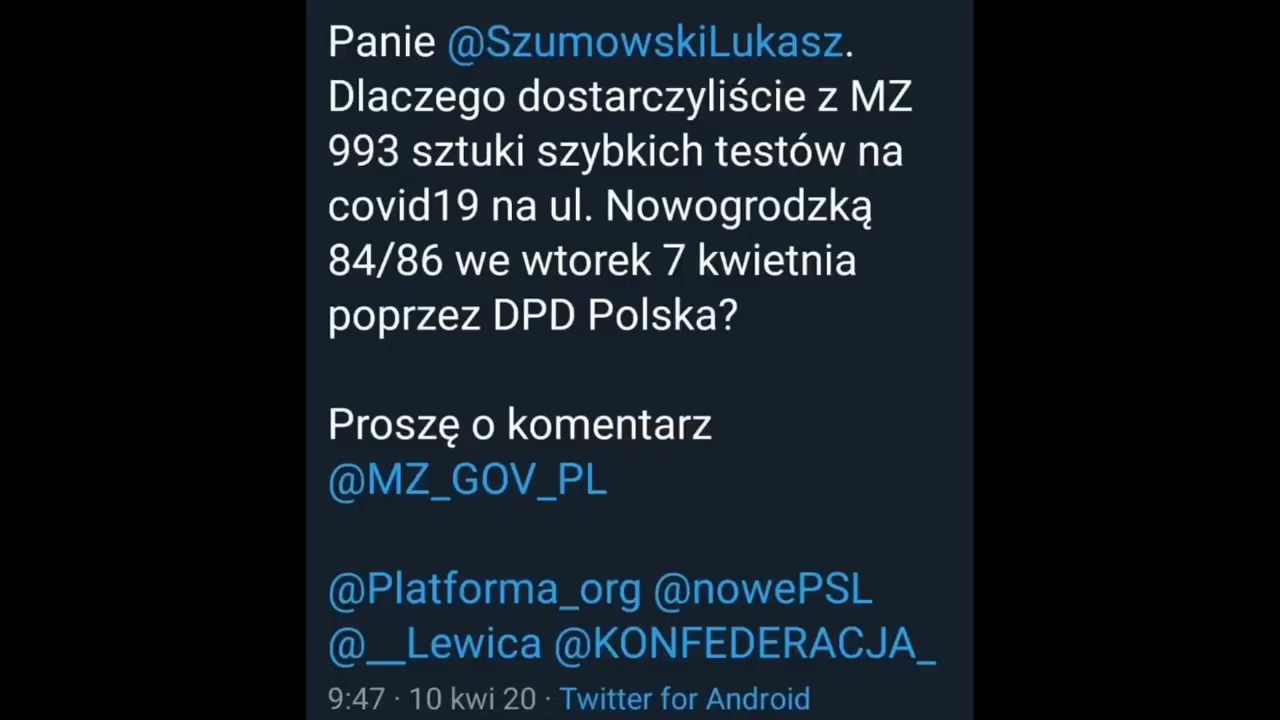 Panie @SzumowskiLukasz.
Dlaczego dostarczyliście z MZ
993 sztuki szybkich testów na
covid19 na ul. Nowogrodzką
84/86 we wtorek 7 kwietnia
poprzez DPD Polska?
Proszę o komentarz
@MZ_GOV_PL
@Platforma_org @nowePSL
@__Lewica @KONFEDERACJA_
9:47 · 10 kwi 20 · Twitter for Android